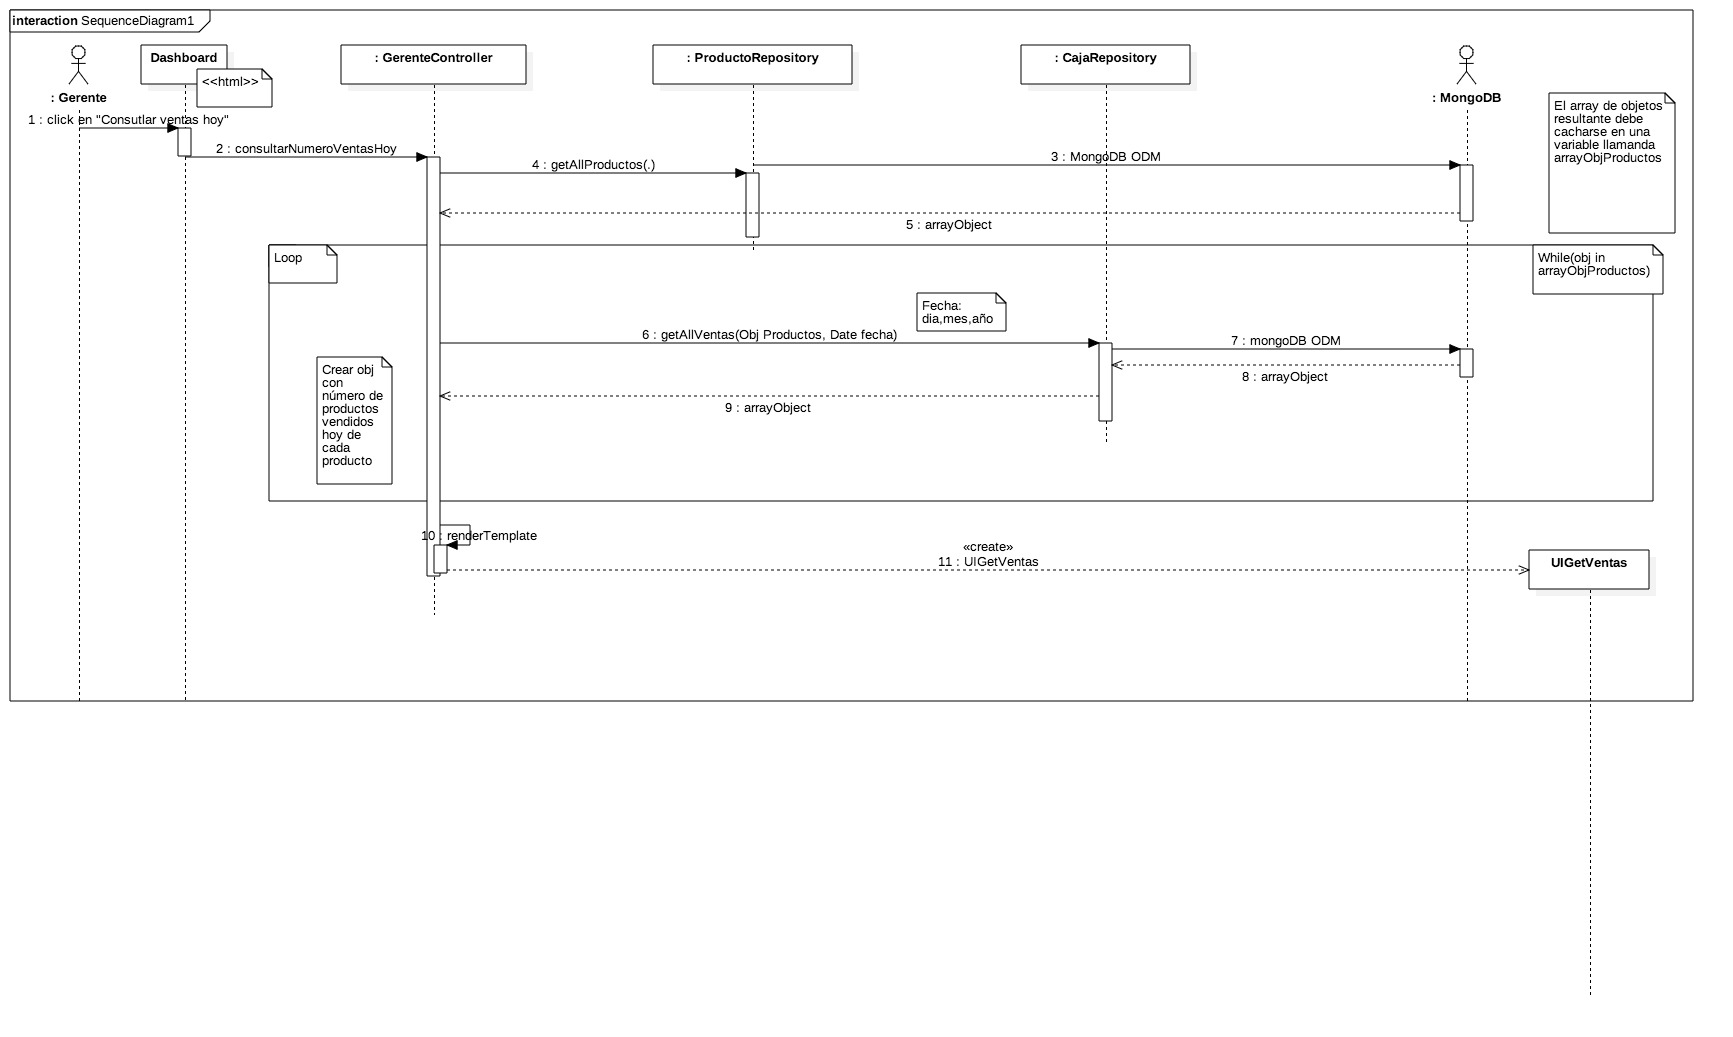 interaction SequenceDiagram1
Dashboard
: GerenteController
: ProductoRepository
: CajaRepository
<<html>>
: Gerente
: MongoDB
El array de objetos
resultante debe
cacharse en una
variable llamanda
arrayObjProductos
1 : click en "Consutlar ventas hoy"
2 : consultarNumeroVentasHoy
3 : MongoDB ODM
4 : getAllProductos(.)
5 : arrayObject
Loop
While(obj in
arrayObjProductos)
Fecha:
dia,mes,año
6 : getAllVentas(Obj Productos, Date fecha)
7 : mongoDB ODM
8 : arrayObject
Crear obj
con
número de
productos
vendidos
hoy de
cada
producto
9 : arrayObject
10 : renderTemplate
«create»
11 : UIGetVentas
UIGetVentas